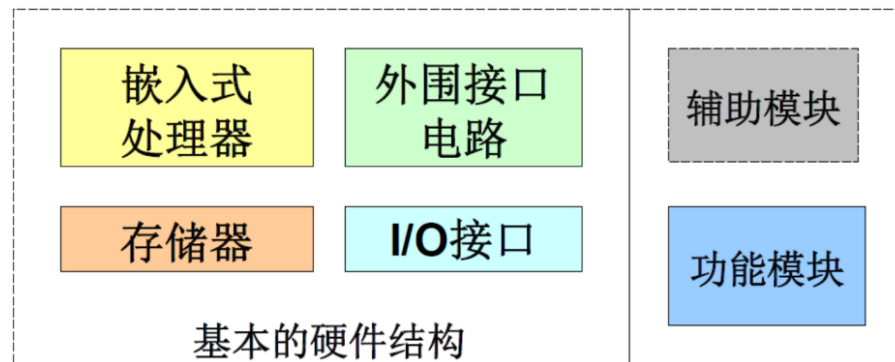 嵌入式
处理器
外围接口
电路
辅助模块
存储器
I/O接口
功能模块
基本的硬件结构